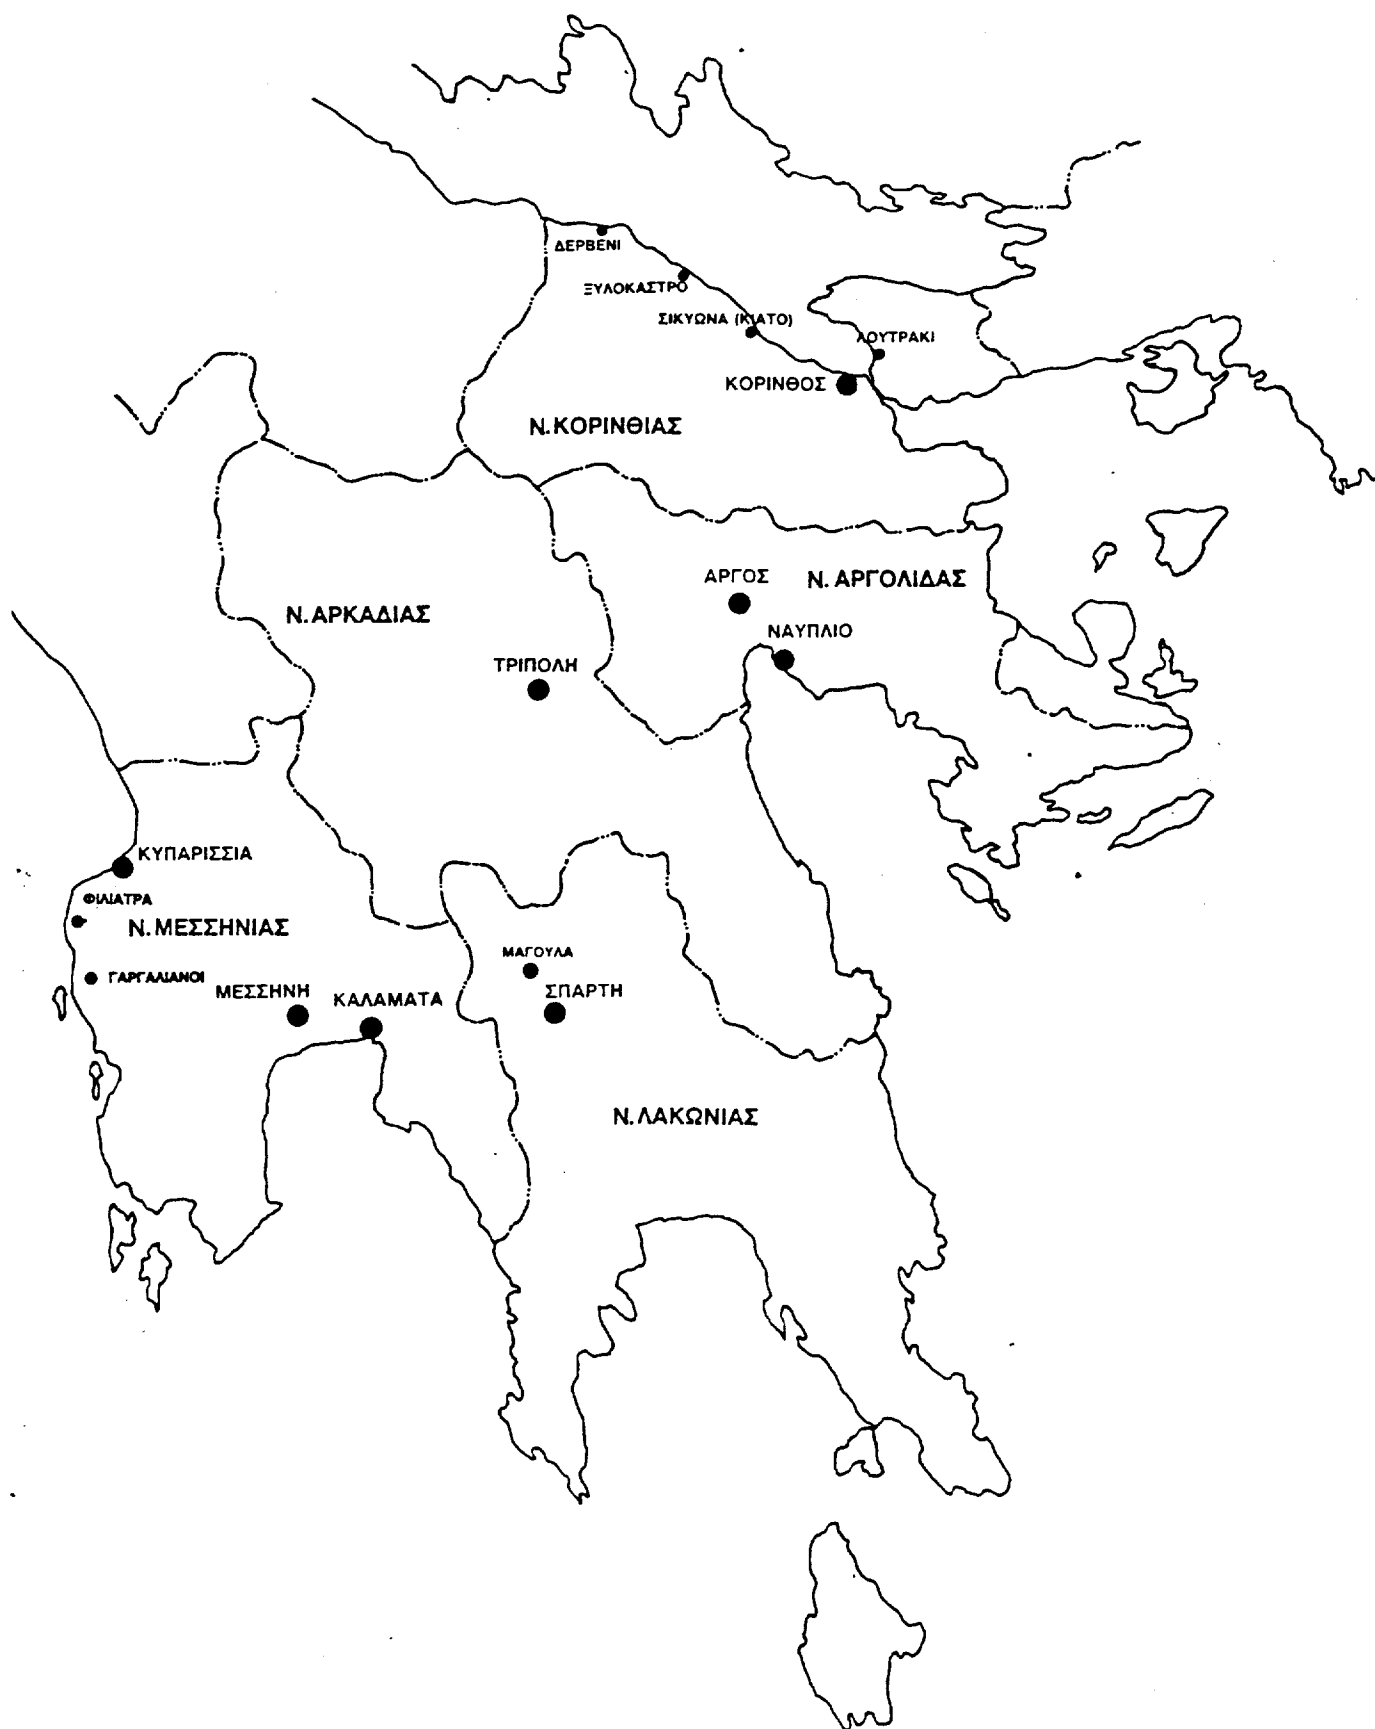 ΔΕΡΒΕΝΙ
ΞΥΛΟΚΑΣΤΡΟ
ΣΙΚΥΩΝΑ (ΚΙΑΤΟ)
ΛΟΥΤΡΑΚΙ
ΚΟΡΙΝΘΟΣ
Ν. ΚΟΡΙΝΘΙΑΣ
ΑΡΓΟΣ
Ν. ΑΡΓΟΛΙΔΑΣ
Ν. ΑΡΚΑΔΙΑΣ
ΝΑΥΠΛΙΟ
ΤΡΙΠΟΛΗ
ΚΥΠΑΡΙΣΣΙΑ
ΦΙΛΙΑΤΡΑ
Ν. ΜΕΣΣΗΝΙΑΣ
ΜΑΓΟΥΛΑ
ΓΑΡΓΑΛΙΑΝΟΙ
ΜΕΣΣΗΝΗ
ΚΑΛΑΜΑΤΑ
ΣΠΑΡΤΗ
Ν. ΛΑΚΩΝΙΑΣ